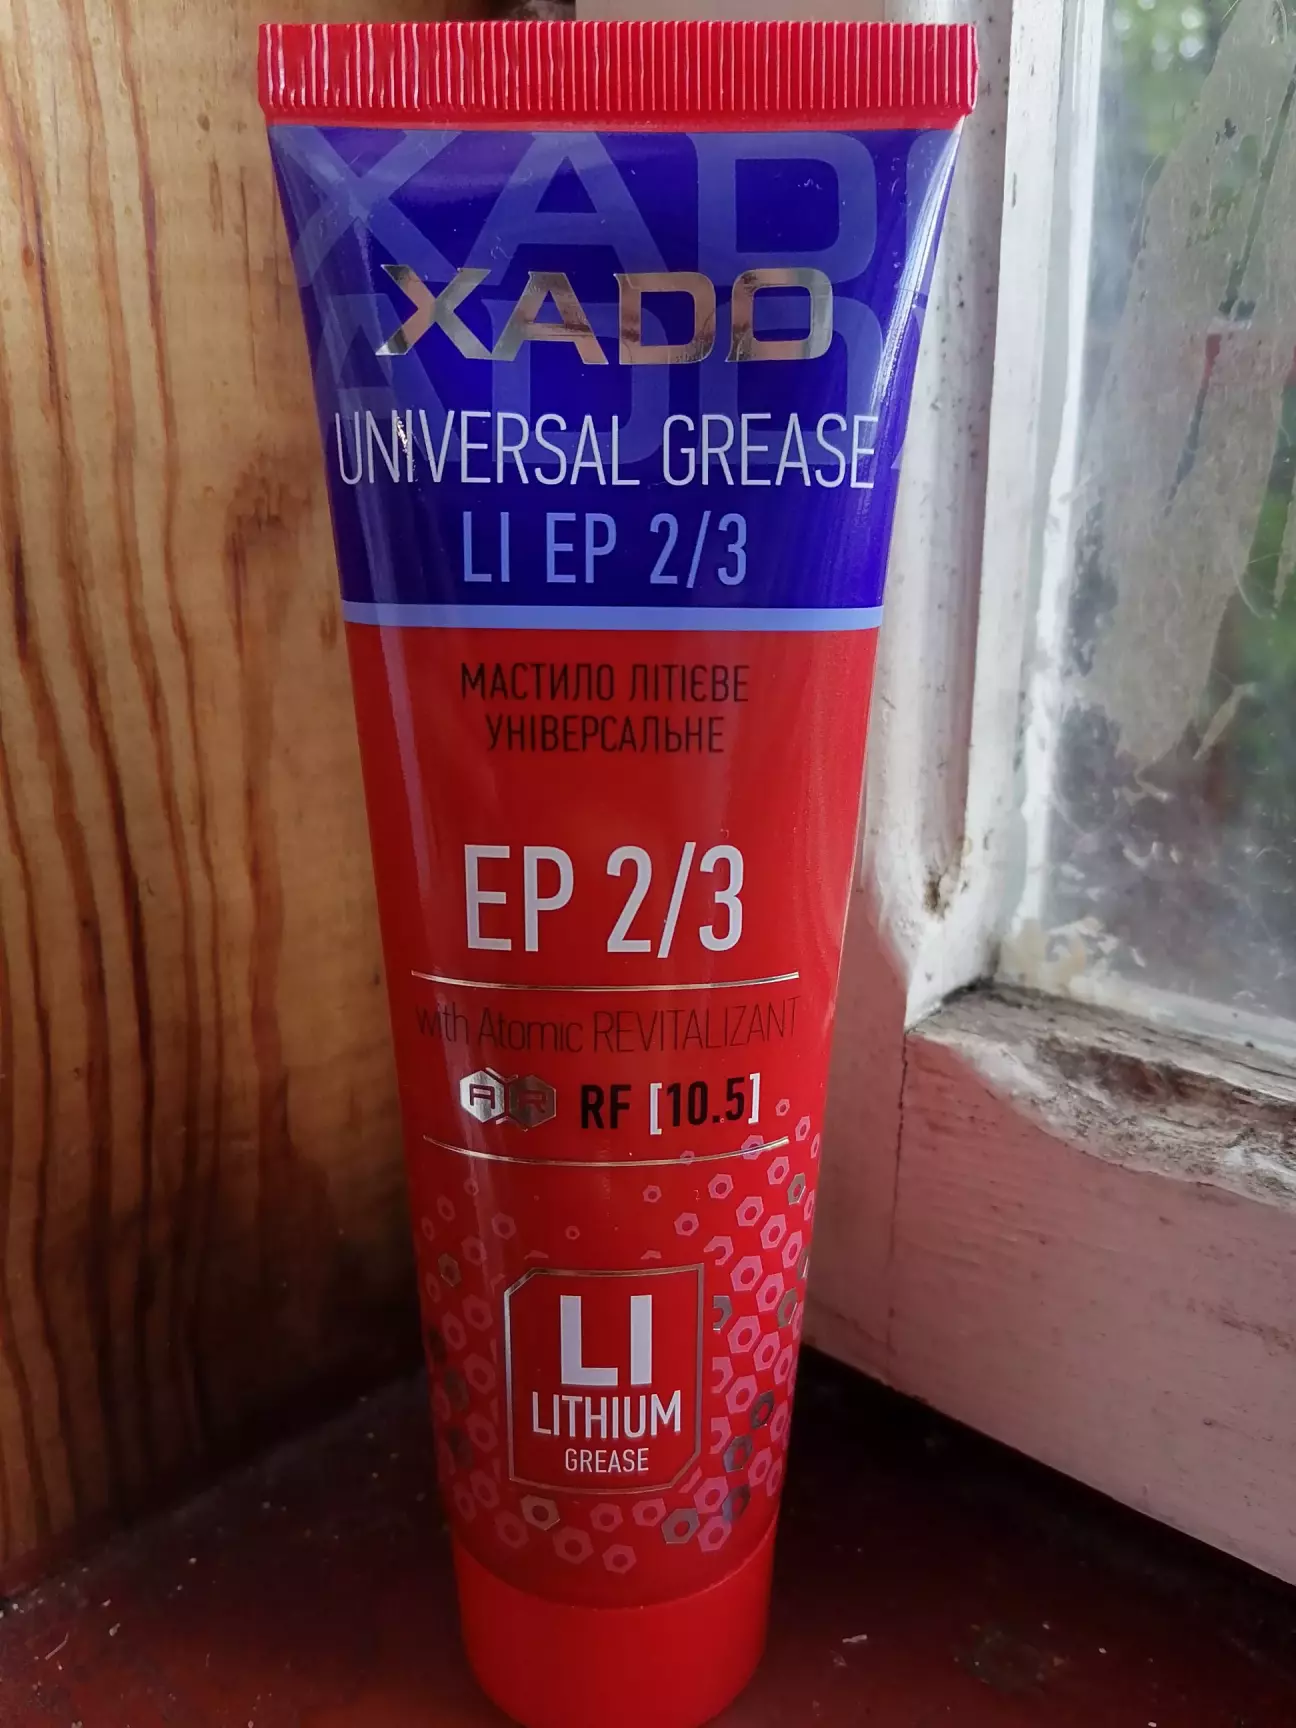 XADO
UNIVERSAL GREASE
LI EP 2/3
МАСТИЛО ЛІТІЄВЕ
УНІВЕРСАЛЬНЕ
EP 2/3
with Atomic REVITALIZANT
RF [10.5]
LI
LITHIUM
GREASE